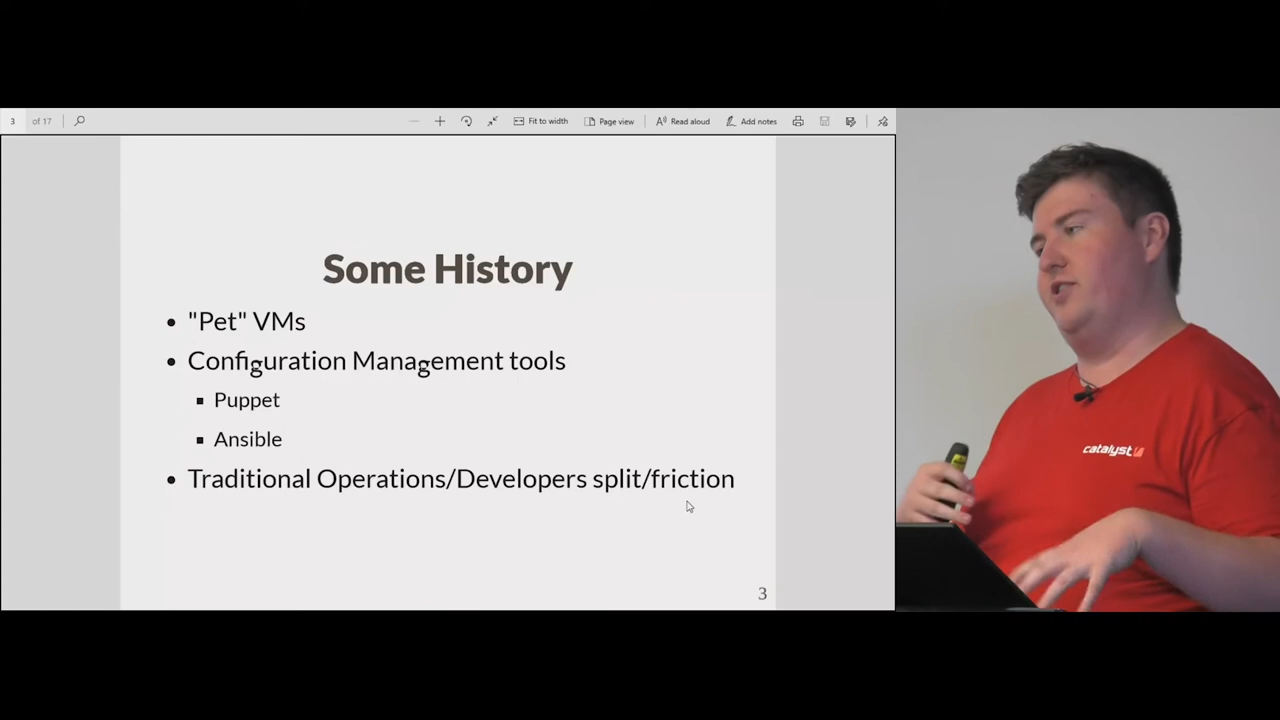 3 of 17 Fit to width Page view Read aloud Add notes
Some History
"Pet" VMs
Configuration Management tools
Puppet
Ansible
Traditional Operations/Developers split/friction
3
catalyst